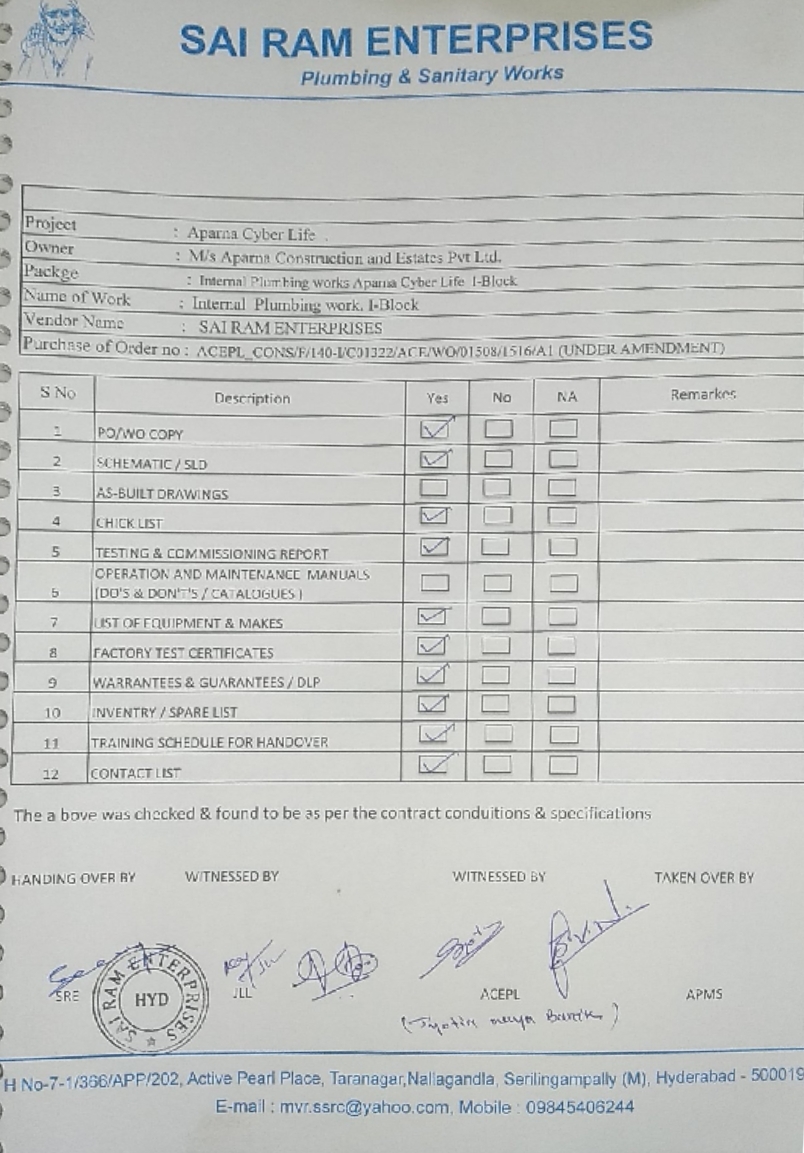 SAI RAM ENTERPRISES
Plumbing & Sanitary Works
Project : Aparna Cyber Life .
Owner : M/s Aparna Construction and Estates Pvt Ltd.
Packge : Internal Plumbing works Aparna Cyber Life I-Block
Name of Work : Internal Plumbing work, I-Block
Vendor Name : SAI RAM ENTERPRISES
Purchase of Order no : ACEPL_CONS/F/140-I/C01322/ACE/WO/01508/1516/A1 (UNDER AMENDMENT)
S No Description Yes No NA Remarkes
1 PO/WO COPY
2 SCHEMATIC / SLD
3 AS-BUILT DRAWINGS
4 CHICK LIST
5 TESTING & COMMISSIONING REPORT
6 OPERATION AND MAINTENANCE MANUALS
(DO'S & DON'T'S / CATALOGUES )
7 LIST OF EQUIPMENT & MAKES
8 FACTORY TEST CERTIFICATES
9 WARRANTEES & GUARANTEES / DLP
10 INVENTRY / SPARE LIST
11 TRAINING SCHEDULE FOR HANDOVER
12 CONTACT LIST
The a bove was checked & found to be as per the contract conduitions & specifications
HANDING OVER BY WITNESSED BY WITNESSED BY TAKEN OVER BY
SRE JLL ACEPL APMS
SAI RAM ENTERPRISES
HYD
H No-7-1/366/APP/202, Active Pearl Place, Taranagar,Nallagandla, Serilingampally (M), Hyderabad - 500019
E-mail : mvr.ssrc@yahoo.com, Mobile : 09845406244